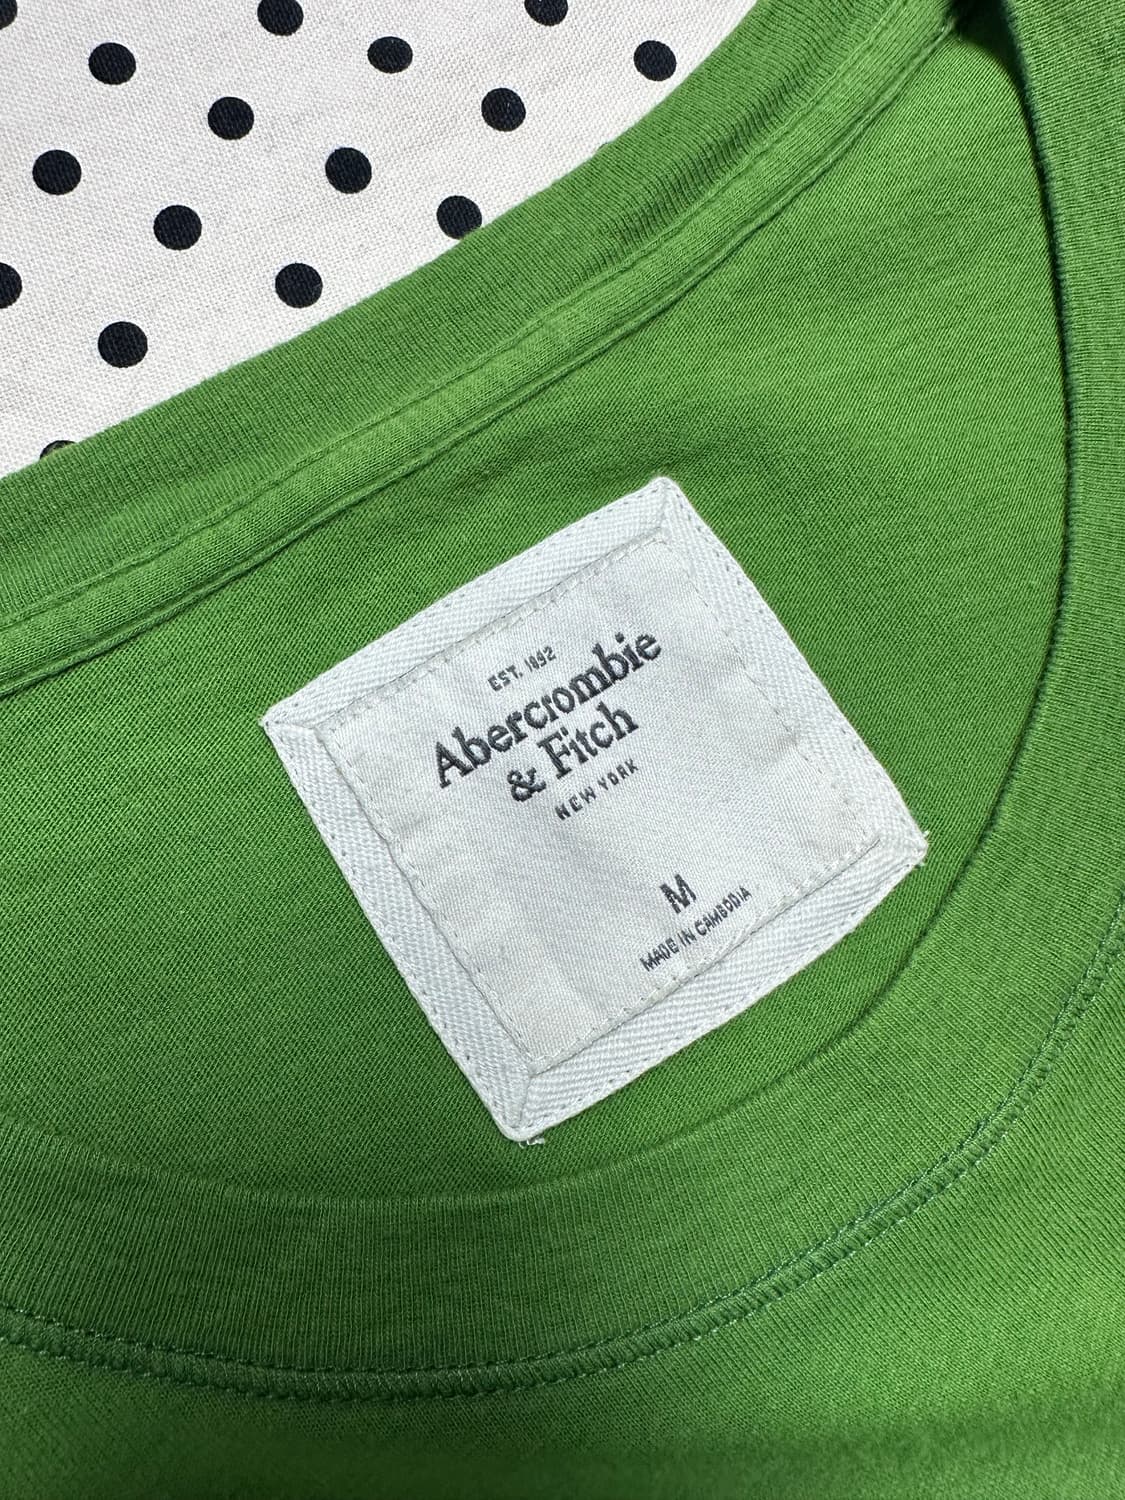 EST. 1892
Abercrombie
& Fitch
NEW YORK
M
MADE IN CAMBODIA